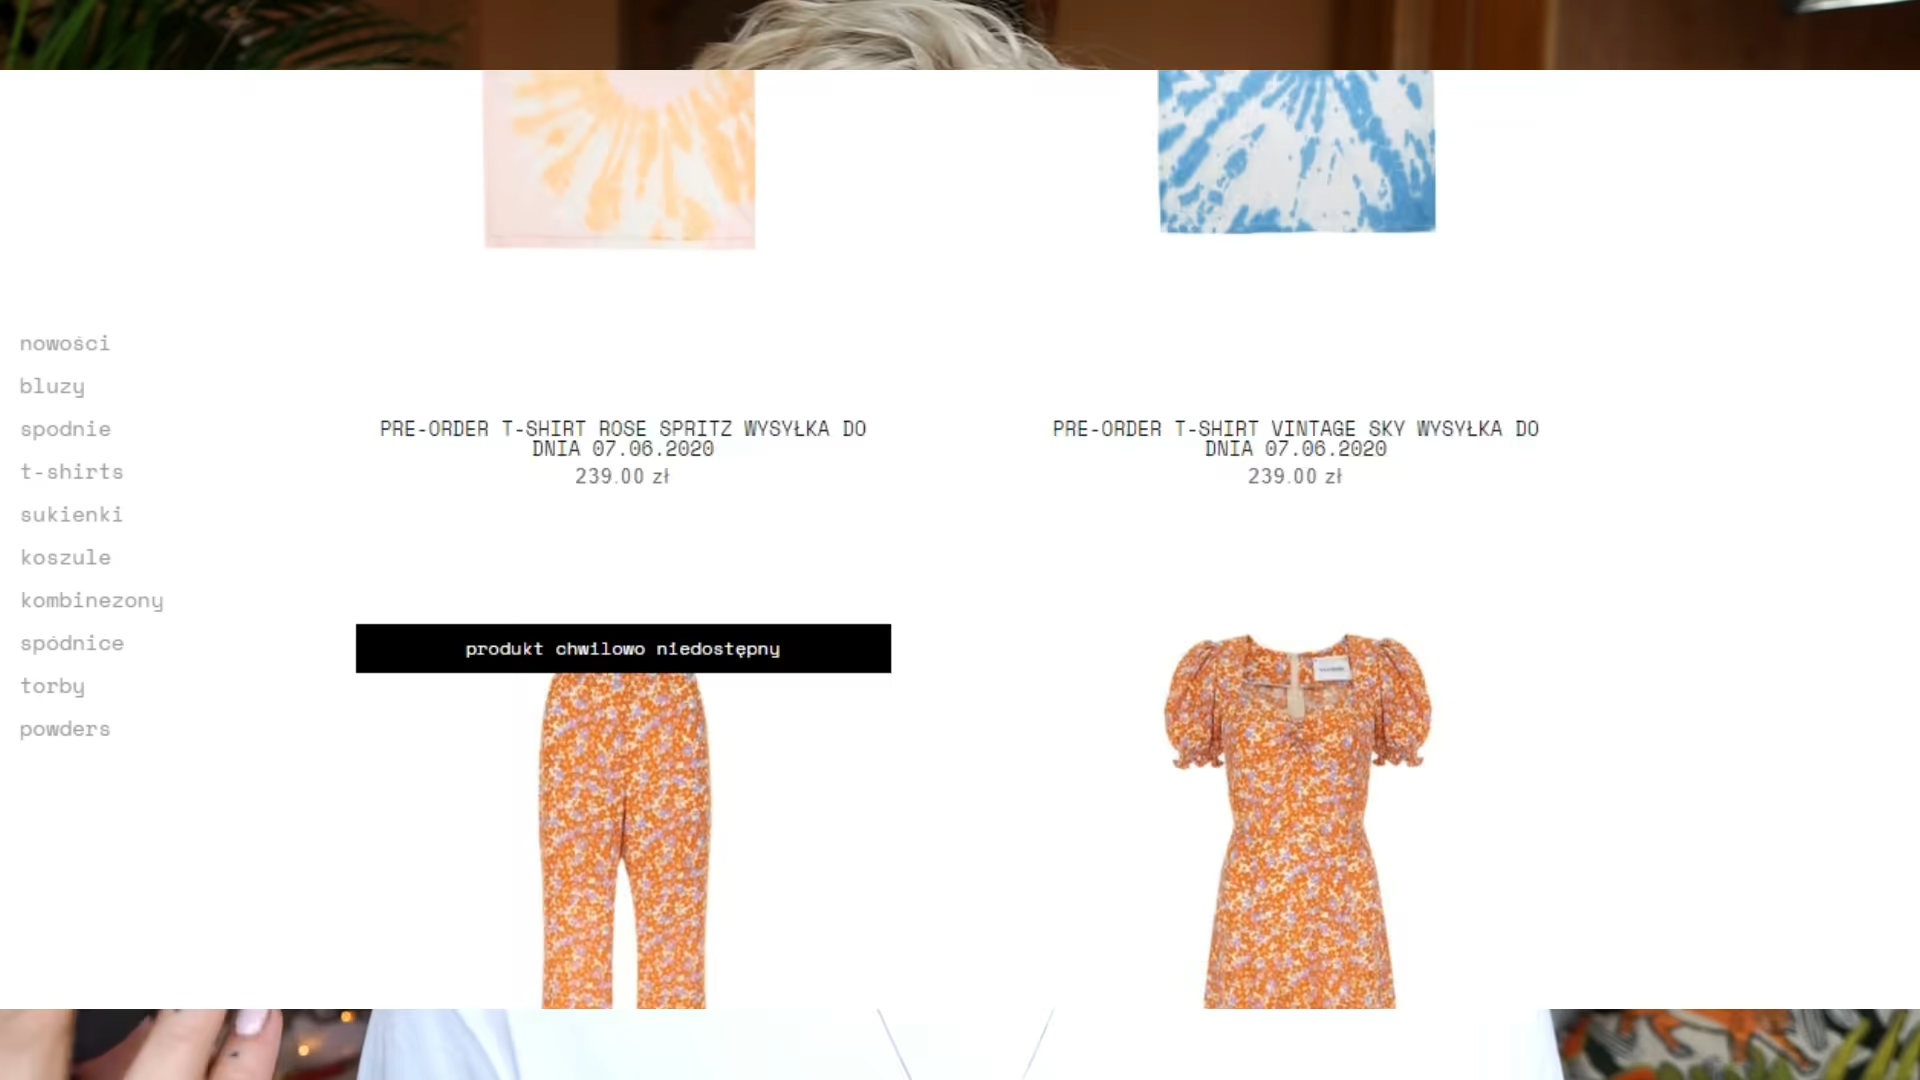 nowości
bluzy
spodnie
t-shirts
sukienki
koszule
kombinezony
spódnice
torby
powders
PRE-ORDER T-SHIRT ROSE SPRITZ WYSYŁKA DO
DNIA 07.06.2020
239.00 zł
PRE-ORDER T-SHIRT VINTAGE SKY WYSYŁKA DO
DNIA 07.06.2020
239.00 zł
produkt chwilowo niedostępny